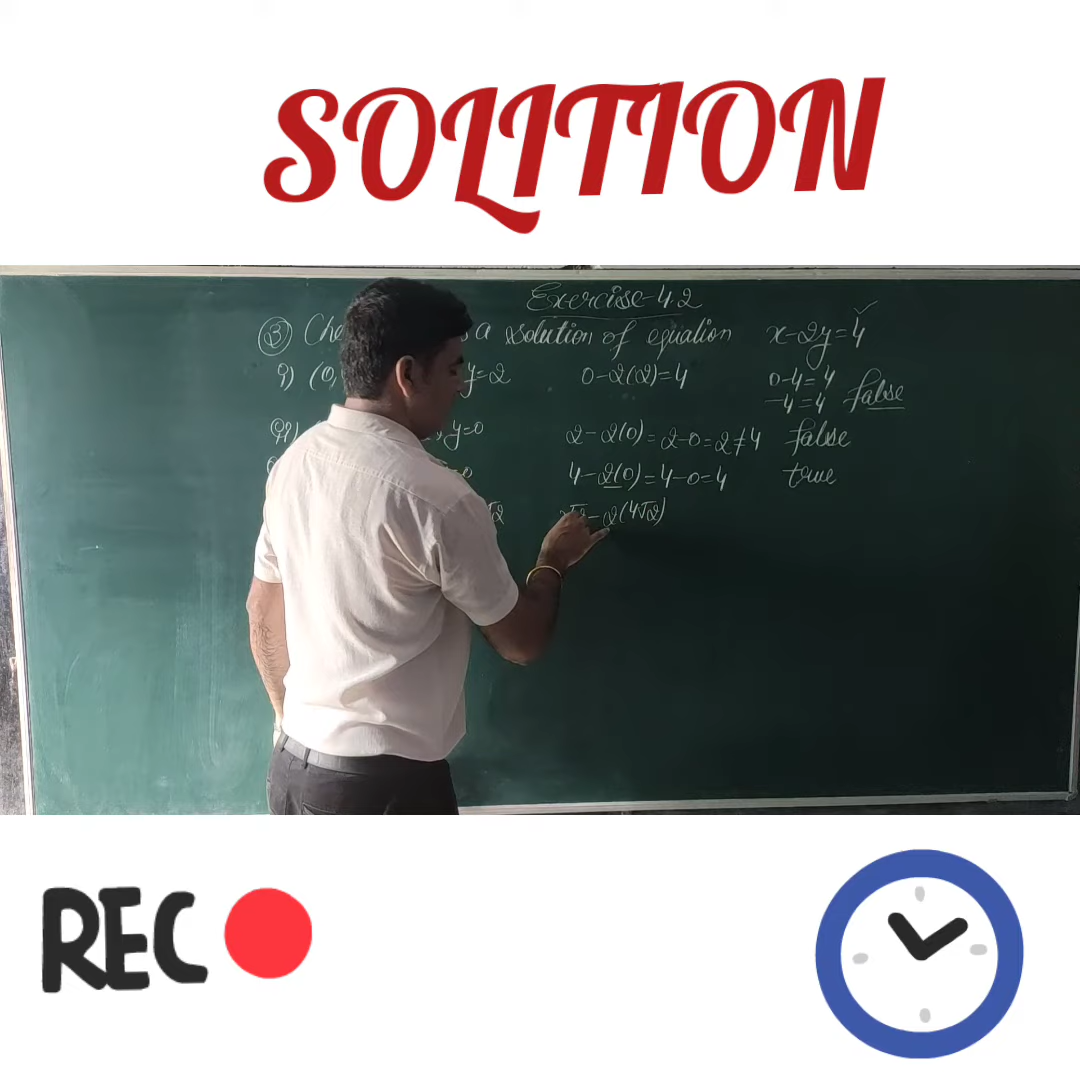 SOLITION
Exercise-4.2
③ Che a solution of equation x-2y=4
i) (0, y=2 0-2(2)=4 0-4=4
-4=4 false
ii) y=0 2-2(0)=2-0=2≠4 false
4-2(0)=4-0=4 true
√2 √2-2(4√2)
REC